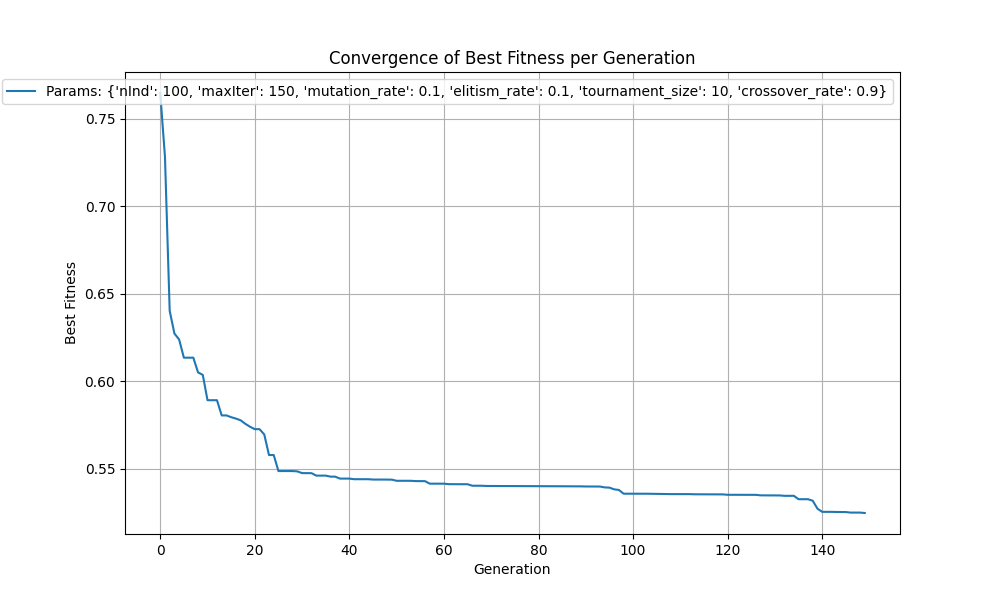 Convergence of Best Fitness per Generation
Params: {'nInd': 100, 'maxIter': 150, 'mutation_rate': 0.1, 'elitism_rate': 0.1, 'tournament_size': 10, 'crossover_rate': 0.9}
0.75
0.70
0.65
0.60
0.55
Best Fitness
0 20 40 60 80 100 120 140
Generation